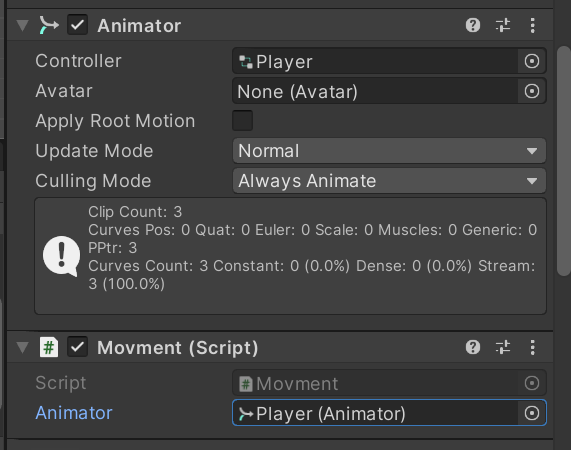 Animator
Controller Player
Avatar None (Avatar)
Apply Root Motion
Update Mode Normal
Culling Mode Always Animate
Clip Count: 3
Curves Pos: 0 Quat: 0 Euler: 0 Scale: 0 Muscles: 0 Generic: 0
PPtr: 3
Curves Count: 3 Constant: 0 (0.0%) Dense: 0 (0.0%) Stream:
3 (100.0%)
Movment (Script)
Script Movment
Animator Player (Animator)